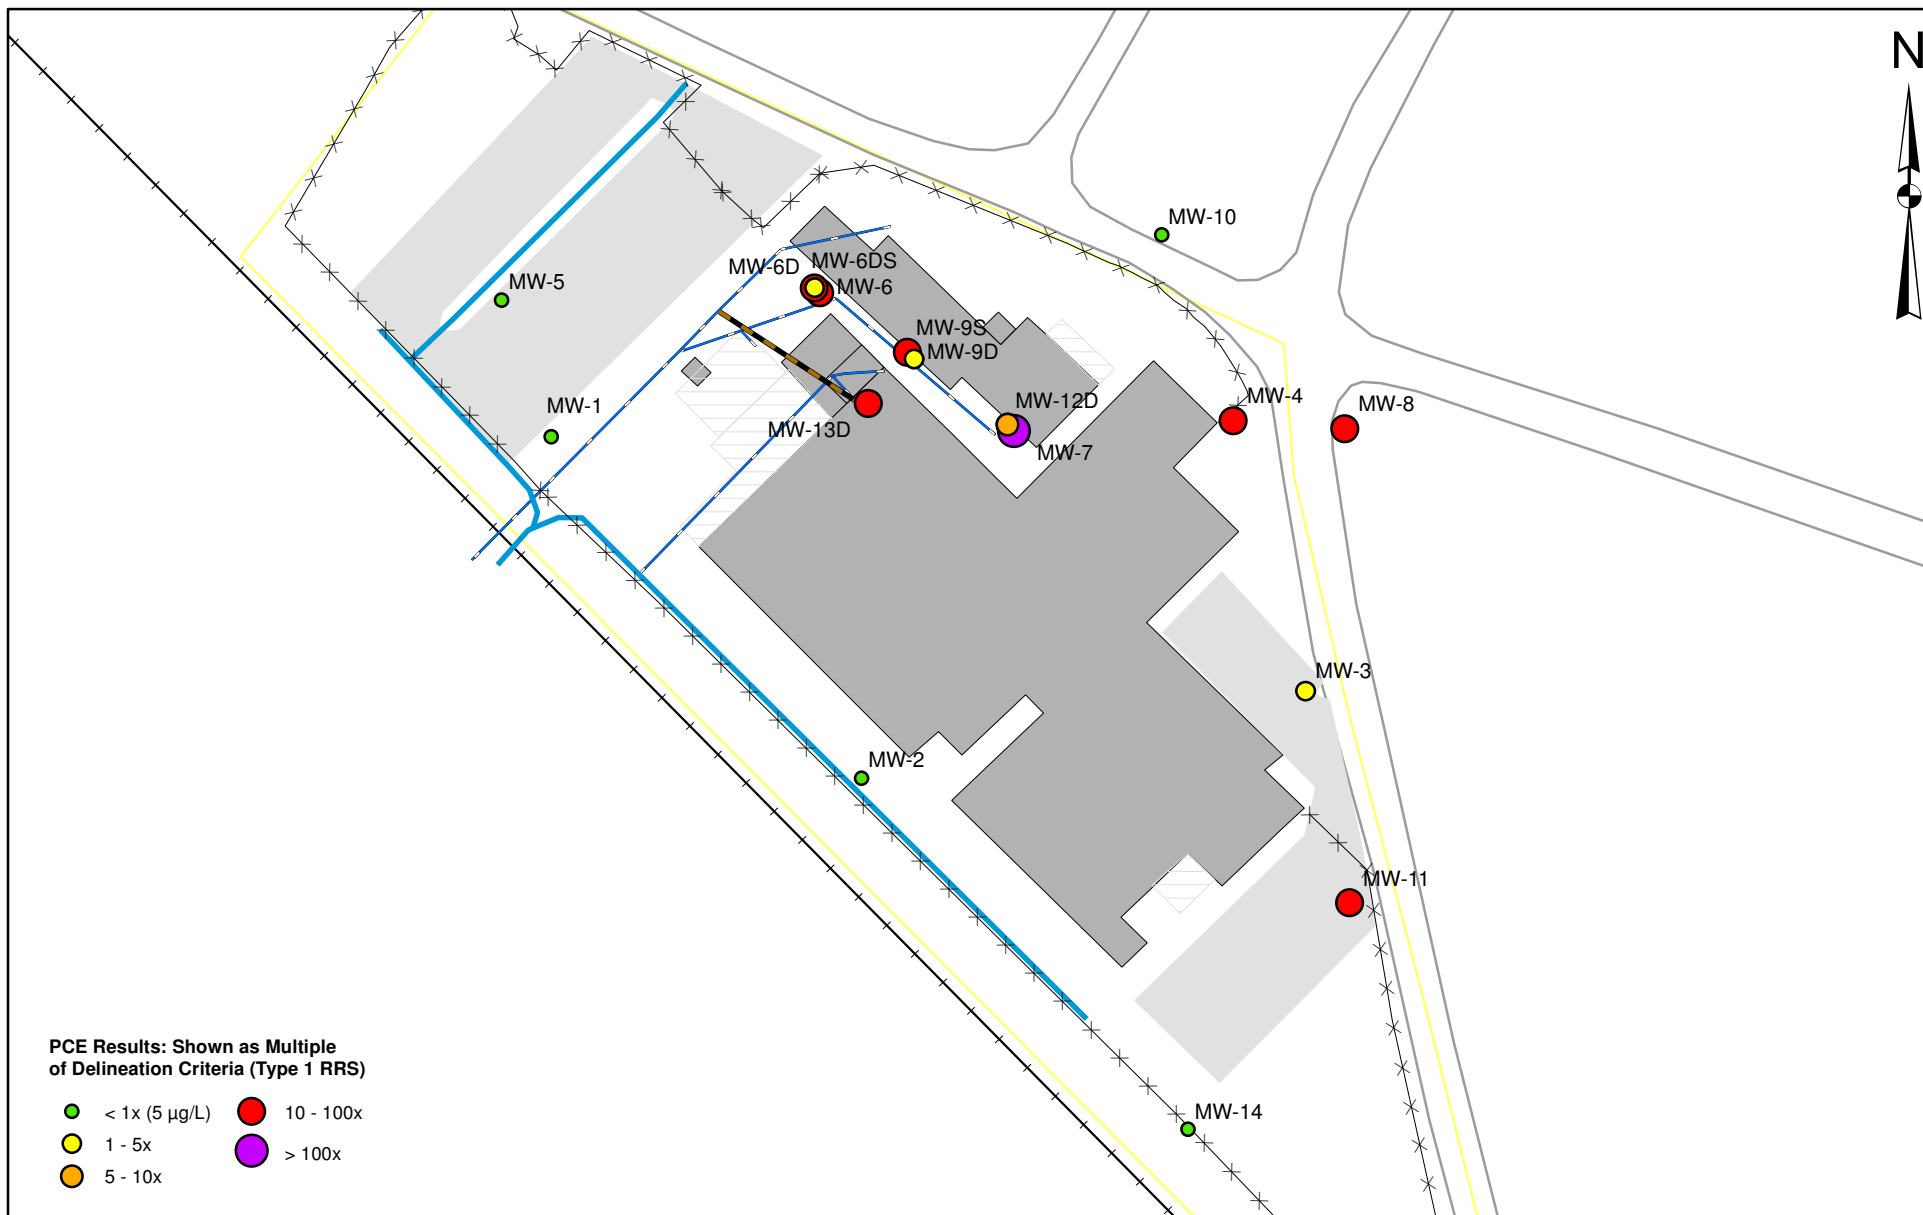 N
MW-10
MW-6D
MW-6DS
MW-6
MW-5
MW-9S
MW-9D
MW-1
MW-12D
MW-4
MW-8
MW-13D
MW-7
MW-3
MW-2
MW-11
MW-14
PCE Results: Shown as Multiple
of Delineation Criteria (Type 1 RRS)
< 1x (5 µg/L)
10 - 100x
1 - 5x
> 100x
5 - 10x